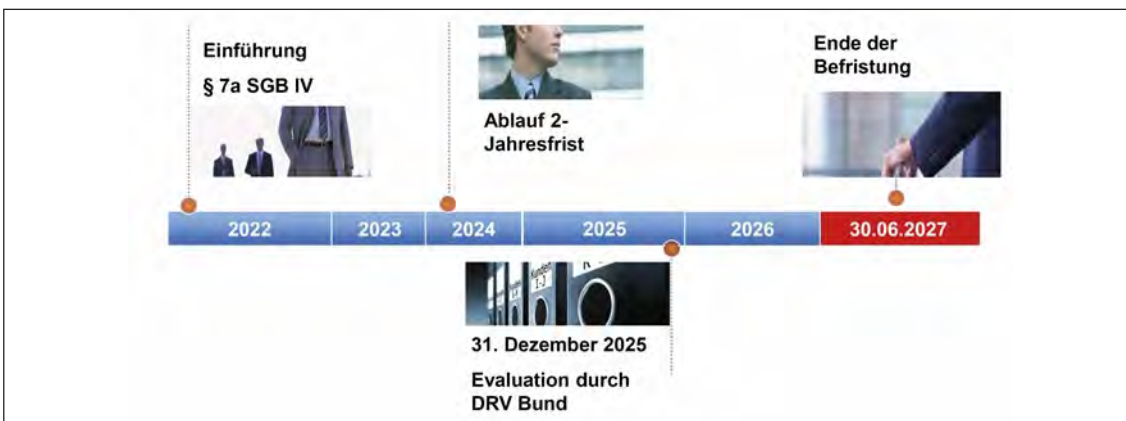 Einführung
§ 7a SGB IV
Ablauf 2-
Jahresfrist
Ende der
Befristung
2022
2023
2024
2025
2026
30.06.2027
Kunden
I - J
31. Dezember 2025
Evaluation durch
DRV Bund